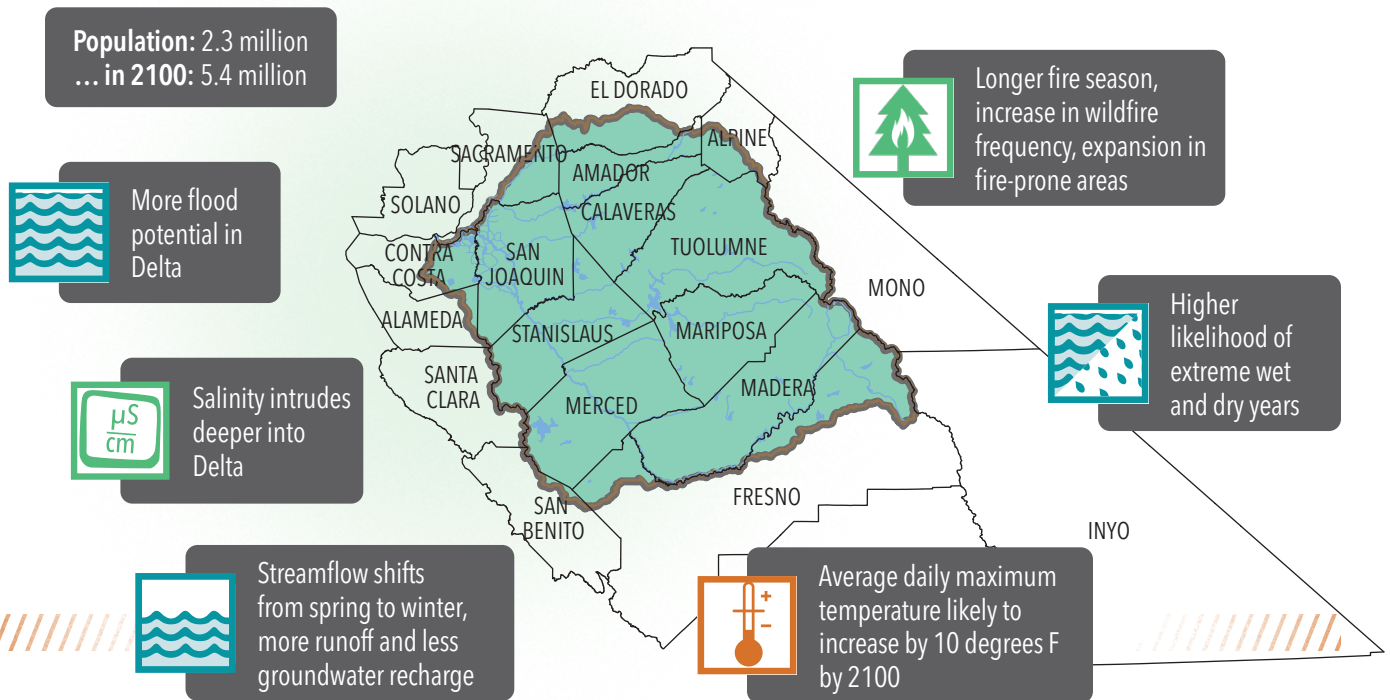 Population: 2.3 million
... in 2100: 5.4 million
More flood
potential in
Delta
Salinity intrudes
deeper into
Delta
µS
cm
Streamflow shifts
from spring to winter,
more runoff and less
groundwater recharge
EL DORADO
ALPINE
SACRAMENTO
AMADOR
SOLANO
CALAVERAS
CONTRA
COSTA
SAN
JOAQUIN
TUOLUMNE
MONO
ALAMEDA
STANISLAUS
MARIPOSA
SANTA
CLARA
MERCED
MADERA
FRESNO
SAN
BENITO
INYO
Longer fire season,
increase in wildfire
frequency, expansion in
fire-prone areas
Higher
likelihood of
extreme wet
and dry years
+
−
Average daily maximum
temperature likely to
increase by 10 degrees F
by 2100